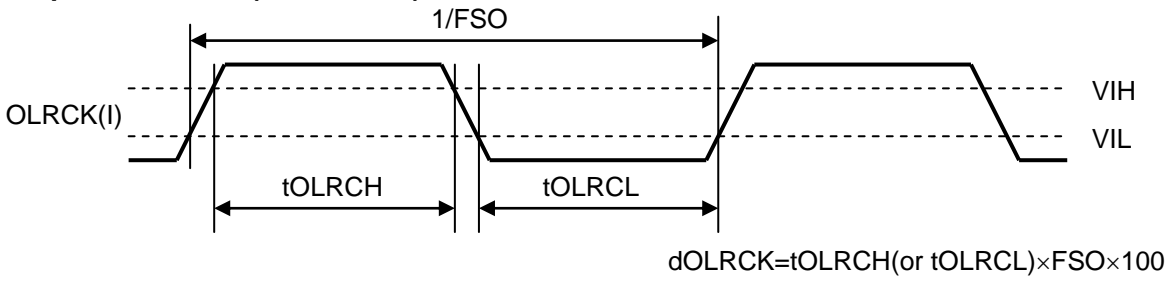 1/FSO
OLRCK(I)
VIH
VIL
tOLRCH
tOLRCL
dOLRCK=tOLRCH(or tOLRCL)×FSO×100